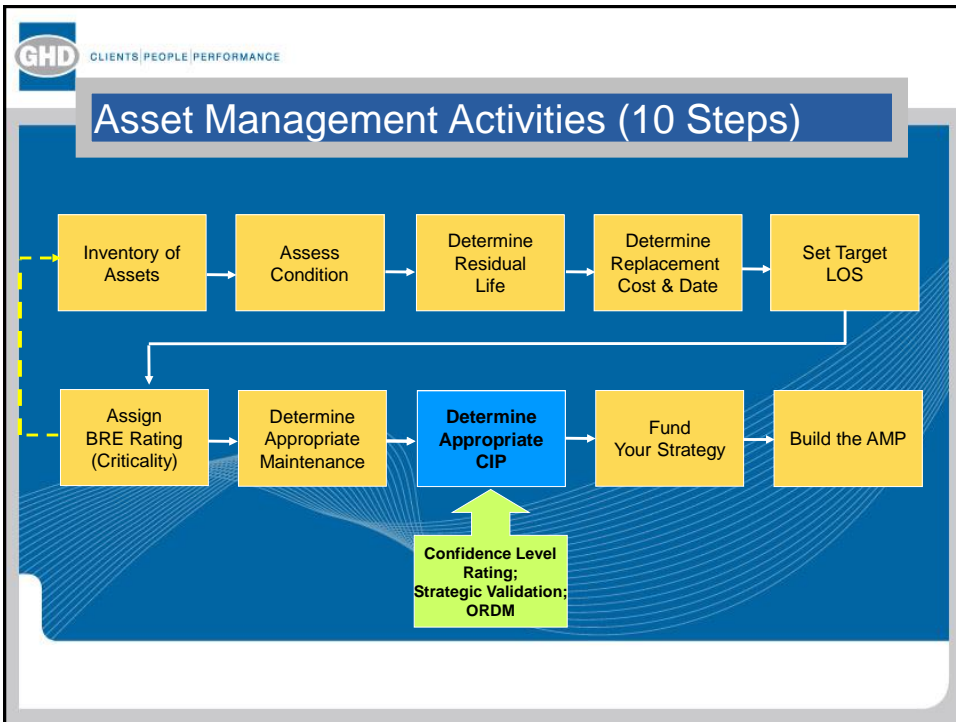 GHD CLIENTS|PEOPLE|PERFORMANCE
Asset Management Activities (10 Steps)
Inventory of
Assets
Assess
Condition
Determine
Residual
Life
Determine
Replacement
Cost & Date
Set Target
LOS
Assign
BRE Rating
(Criticality)
Determine
Appropriate
Maintenance
Determine
Appropriate
CIP
Fund
Your Strategy
Build the AMP
Confidence Level
Rating;
Strategic Validation;
ORDM